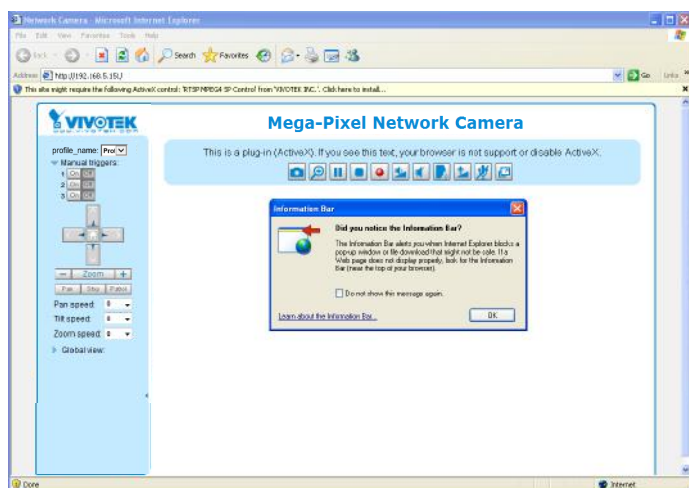 Network Camera - Microsoft Internet Explorer
File Edit View Favorites Tools Help
Back Search Favorites
Address http://192.168.5.151/ Go Links
This site might require the following ActiveX control: 'RTSP MPEG4 SP Control' from 'VIVOTEK INC.'. Click here to install...
VIVOTEK
www.vivotek.com
Mega-Pixel Network Camera
profile_name: Pro
Manual triggers:
1 On Off
2 On Off
3 On Off
Zoom
Pan Stop Patrol
Pan speed: 0
Tilt speed: 0
Zoom speed: 0
Global view:
This is a plug-in (ActiveX). If you see this text, your browser is not support or disable ActiveX.
Information Bar
Did you notice the Information Bar?
The Information Bar alerts you when Internet Explorer blocks a
pop-up window or file download that might not be safe. If a
Web page does not display properly, look for the Information
Bar (near the top of your browser).
Do not show this message again.
Learn about the Information Bar...
OK
Done
Internet